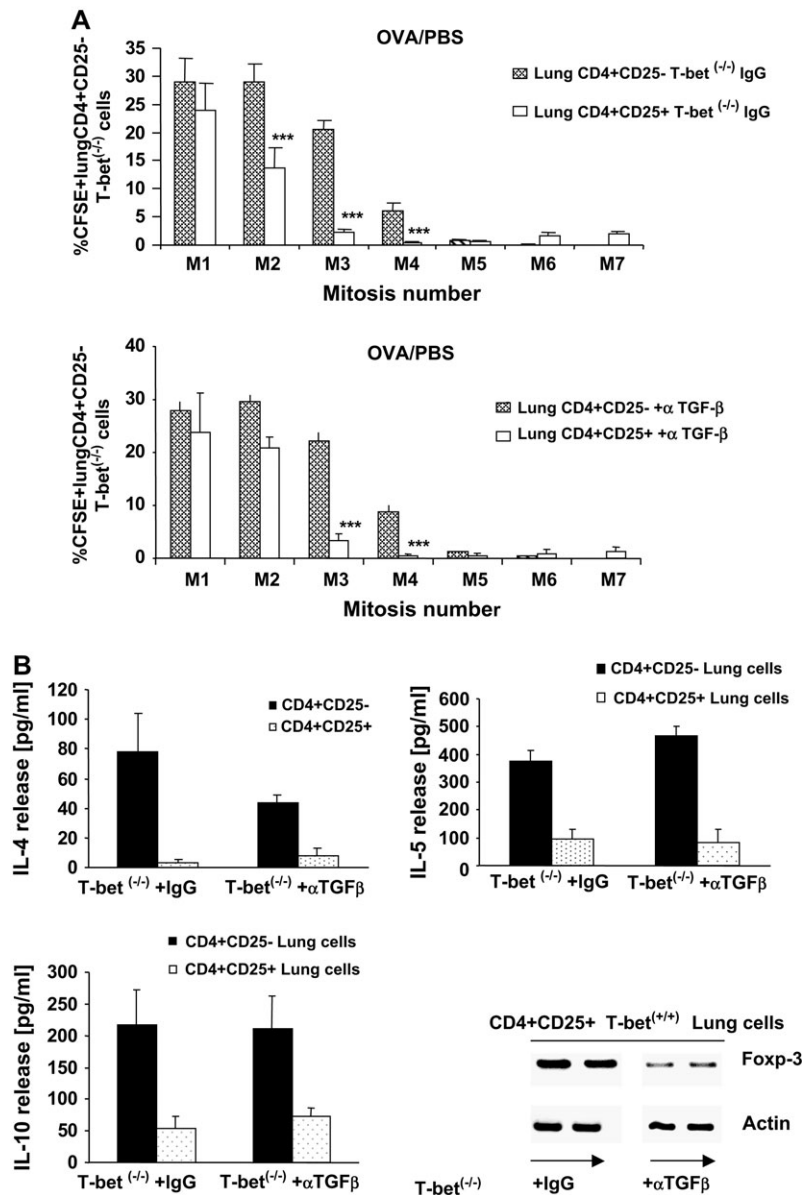 A
OVA/PBS
%CFSE+lungCD4+CD25-
T-bet(-/-) cells
35
30
25
20
15
10
5
0
Lung CD4+CD25- T-bet (-/-) IgG
Lung CD4+CD25+ T-bet (-/-) IgG
***
***
***
M1 M2 M3 M4 M5 M6 M7
Mitosis number
OVA/PBS
%CFSE+lungCD4+CD25-
T-bet(-/-) cells
40
30
20
10
0
Lung CD4+CD25- +α TGF-β
Lung CD4+CD25+ +α TGF-β
***
***
M1 M2 M3 M4 M5 M6 M7
Mitosis number
B
IL-4 release [pg/ml]
120
100
80
60
40
20
0
CD4+CD25-
CD4+CD25+
T-bet (-/-) +IgG T-bet(-/-) +αTGFβ
IL-5 release [pg/ml]
600
500
400
300
200
100
0
CD4+CD25- Lung cells
CD4+CD25+ Lung cells
T-bet (-/-) +IgG T-bet(-/-) +αTGFβ
IL-10 release [pg/ml]
250
200
150
100
50
0
CD4+CD25- Lung cells
CD4+CD25+ Lung cells
T-bet (-/-) +IgG T-bet(-/-) +αTGFβ
CD4+CD25+ T-bet(+/+) Lung cells
Foxp-3
Actin
T-bet(-/-) +IgG +αTGFβ